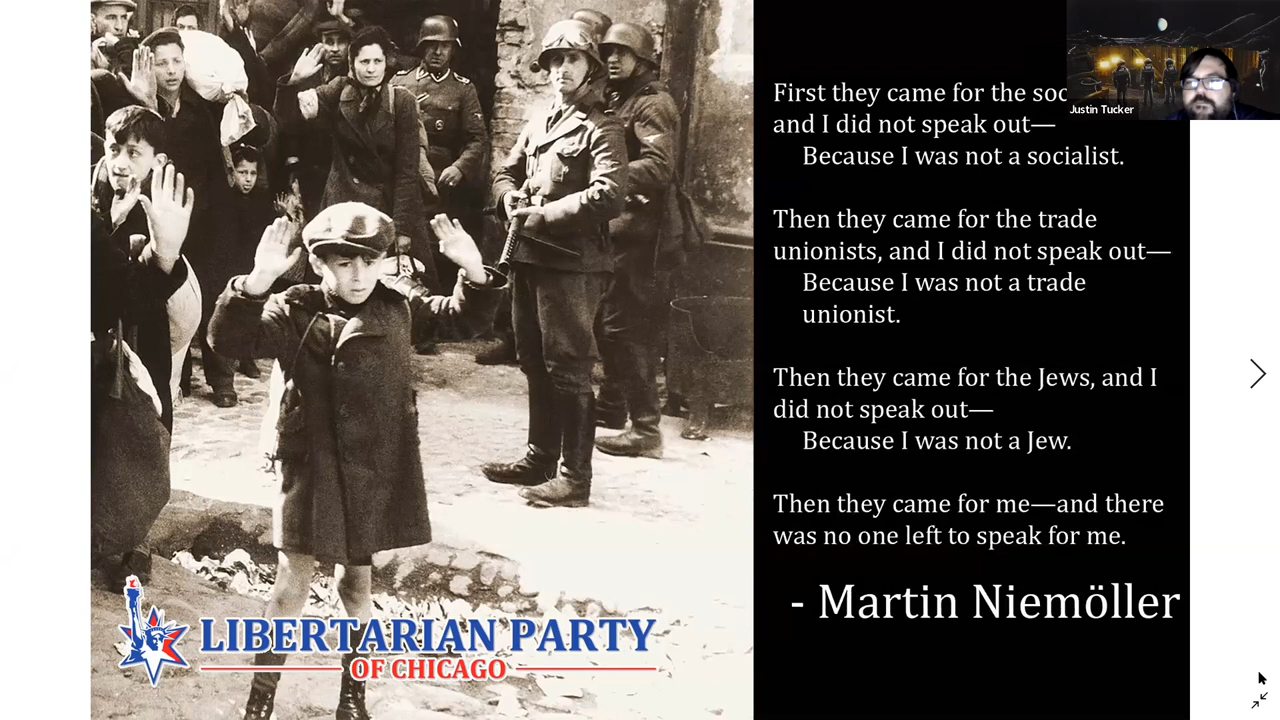 First they came for the
Justin Tucker
and I did not speak out—
Because I was not a socialist.
Then they came for the trade
unionists, and I did not speak out—
Because I was not a trade
unionist.
Then they came for the Jews, and I
did not speak out—
Because I was not a Jew.
Then they came for me—and there
was no one left to speak for me.
- Martin Niemöller
LIBERTARIAN PARTY
OF CHICAGO